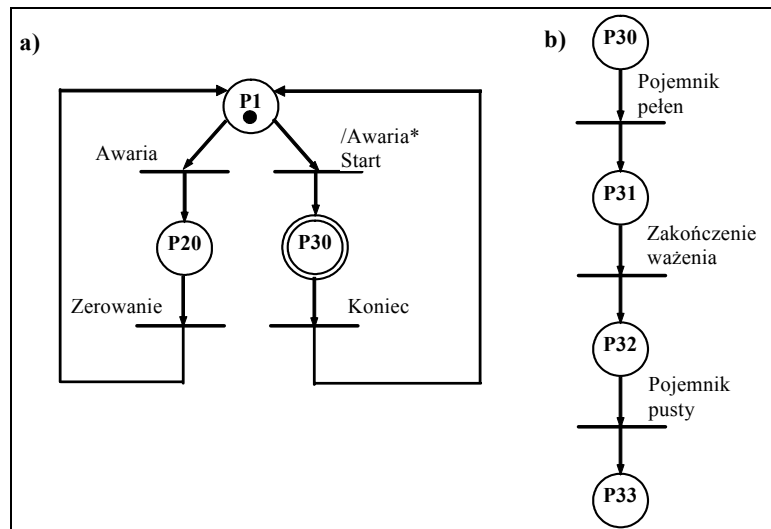 a)
P1
Awaria
/Awaria*
Start
P20
P30
Zerowanie
Koniec
b)
P30
Pojemnik
pełen
P31
Zakończenie
ważenia
P32
Pojemnik
pusty
P33